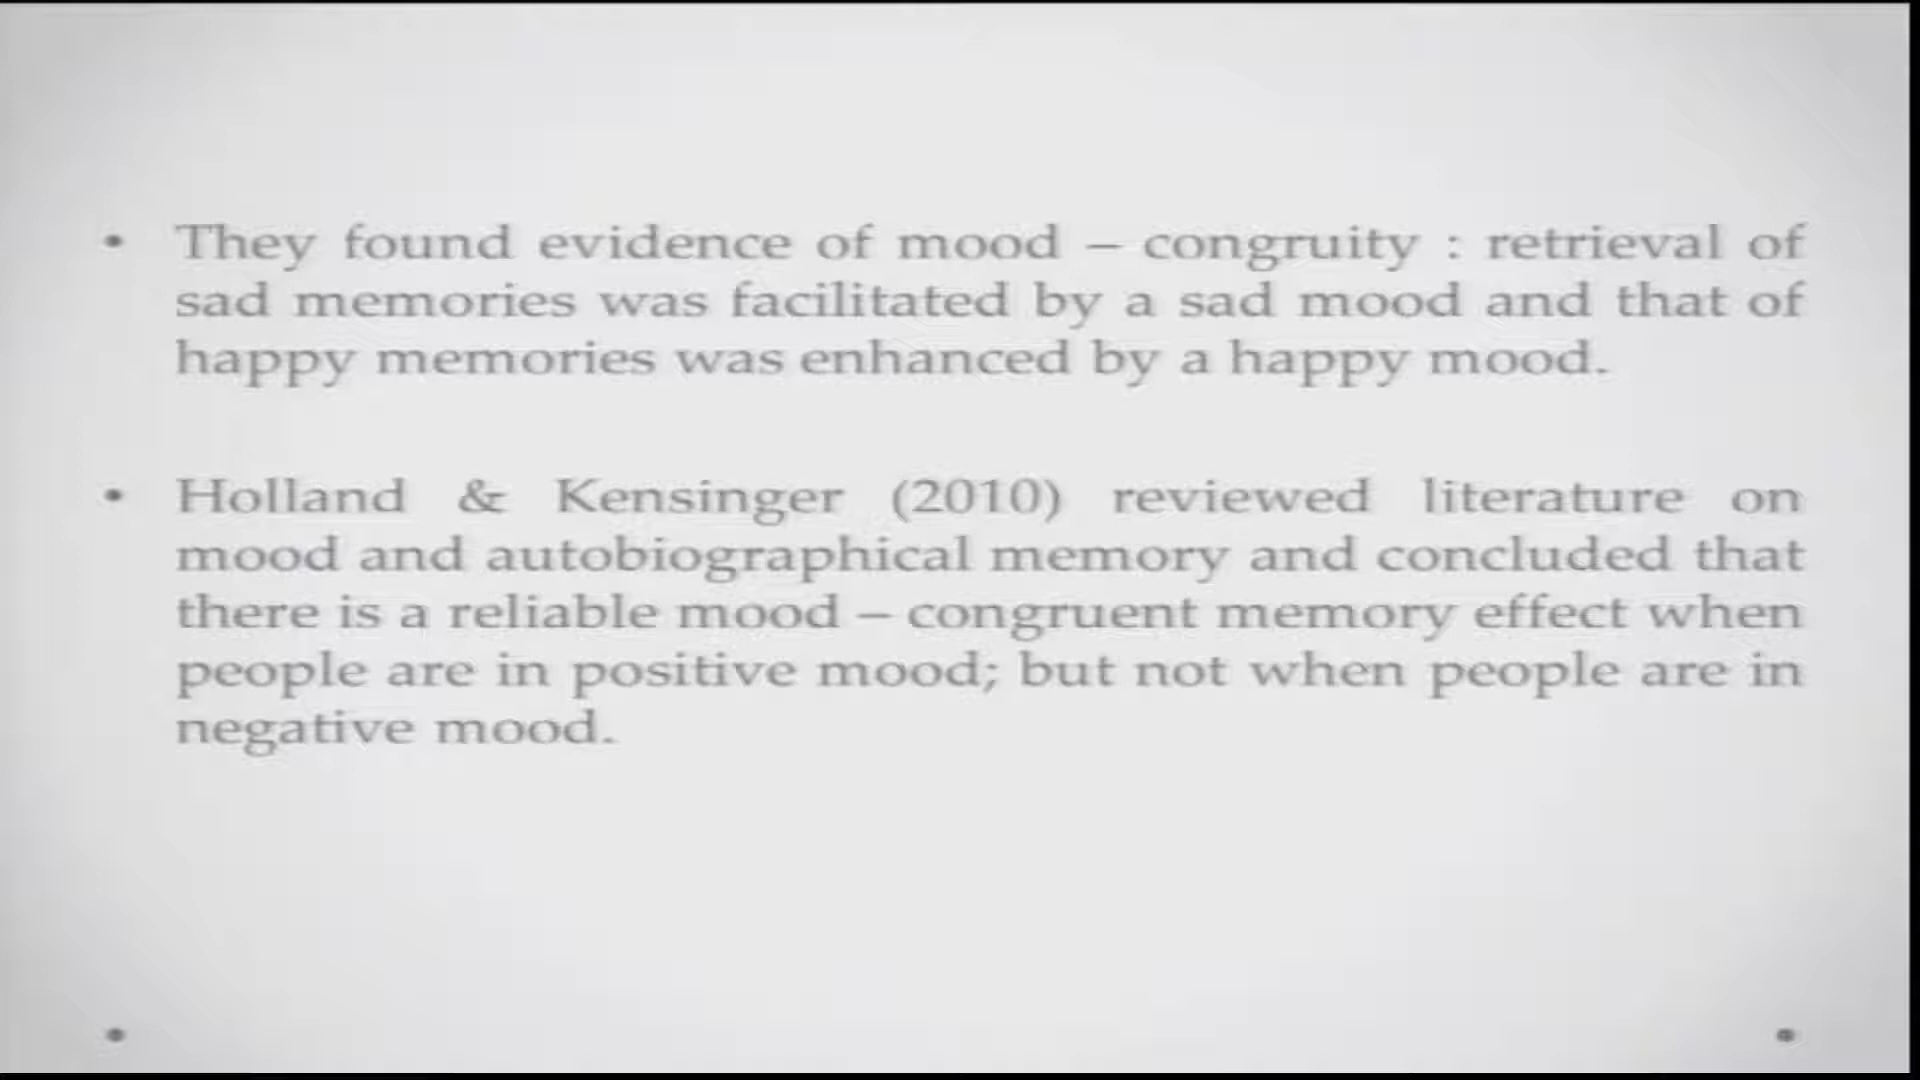 • They found evidence of mood – congruity : retrieval of
sad memories was facilitated by a sad mood and that of
happy memories was enhanced by a happy mood.
• Holland & Kensinger (2010) reviewed literature on
mood and autobiographical memory and concluded that
there is a reliable mood – congruent memory effect when
people are in positive mood; but not when people are in
negative mood.